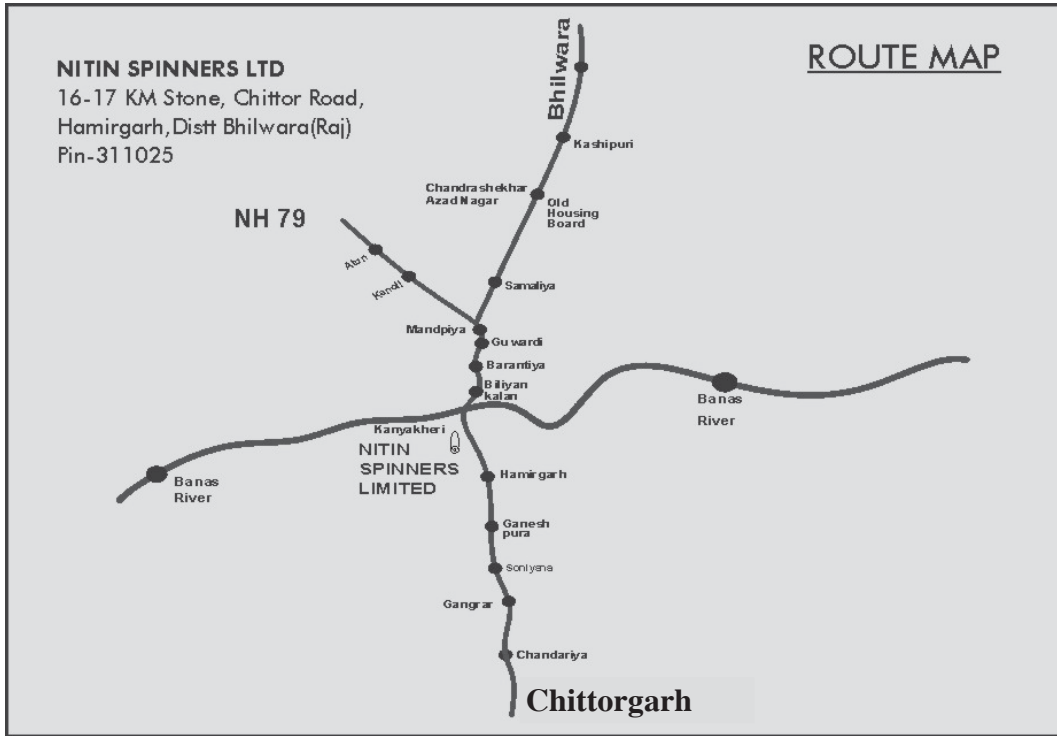 NITIN SPINNERS LTD
16-17 KM Stone, Chittor Road,
Hamirgarh,Distt Bhilwara(Raj)
Pin-311025
ROUTE MAP
Bhilwara
Kashipuri
Chandrashekhar
Azad Nagar
Old
Housing
Board
NH 79
Atun
Samaliya
Mandpiya
Guwardi
Barantiya
Biliyan
kalan
Banas
River
Kanyakheri
NITIN
SPINNERS
LIMITED
Banas
River
Hamirgarh
Ganesh
pura
Soniyana
Gangrar
Chandariya
Chittorgarh